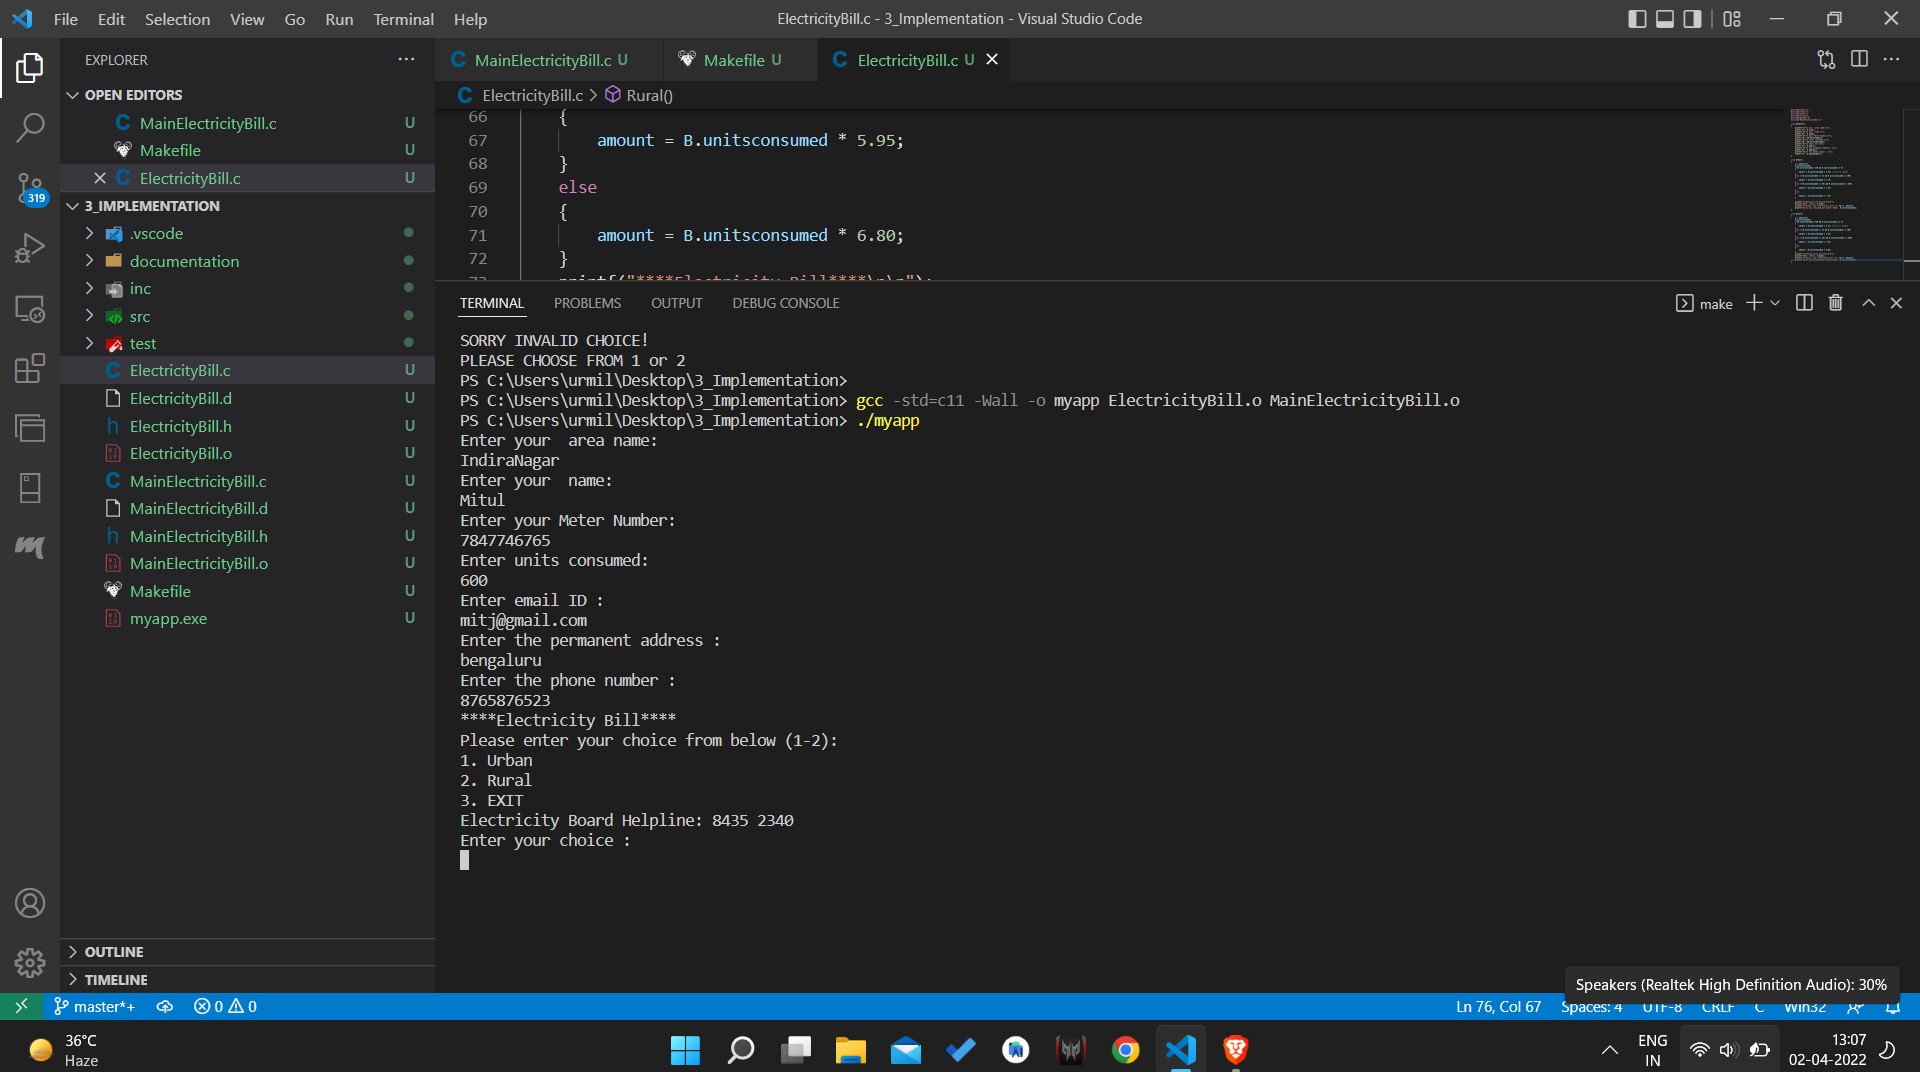 File Edit Selection View Go Run Terminal Help
ElectricityBill.c - 3_Implementation - Visual Studio Code
EXPLORER
OPEN EDITORS
MainElectricityBill.c U
Makefile U
ElectricityBill.c U
319
3_IMPLEMENTATION
.vscode
documentation
inc
src
test
ElectricityBill.c U
ElectricityBill.d U
ElectricityBill.h U
ElectricityBill.o U
MainElectricityBill.c U
MainElectricityBill.d U
MainElectricityBill.h U
MainElectricityBill.o U
Makefile U
myapp.exe U
OUTLINE
TIMELINE
MainElectricityBill.c U Makefile U ElectricityBill.c U
ElectricityBill.c > Rural()
66 {
67 amount = B.unitsconsumed * 5.95;
68 }
69 else
70 {
71 amount = B.unitsconsumed * 6.80;
72 }
printf("****Electricity Bill****\n\n");
TERMINAL PROBLEMS OUTPUT DEBUG CONSOLE
make
SORRY INVALID CHOICE!
PLEASE CHOOSE FROM 1 or 2
PS C:\Users\urmil\Desktop\3_Implementation>
PS C:\Users\urmil\Desktop\3_Implementation> gcc -std=c11 -Wall -o myapp ElectricityBill.o MainElectricityBill.o
PS C:\Users\urmil\Desktop\3_Implementation> ./myapp
Enter your  area name:
IndiraNagar
Enter your  name:
Mitul
Enter your Meter Number:
7847746765
Enter units consumed:
600
Enter email ID :
mitj@gmail.com
Enter the permanent address :
bengaluru
Enter the phone number :
8765876523
****Electricity Bill****
Please enter your choice from below (1-2):
1. Urban
2. Rural
3. EXIT
Electricity Board Helpline: 8435 2340
Enter your choice :
Speakers (Realtek High Definition Audio): 30%
master*+ 0 0
Ln 76, Col 67 Spaces: 4 UTF-8 CRLF C Win32
36°C
Haze
ENG
IN
13:07
02-04-2022